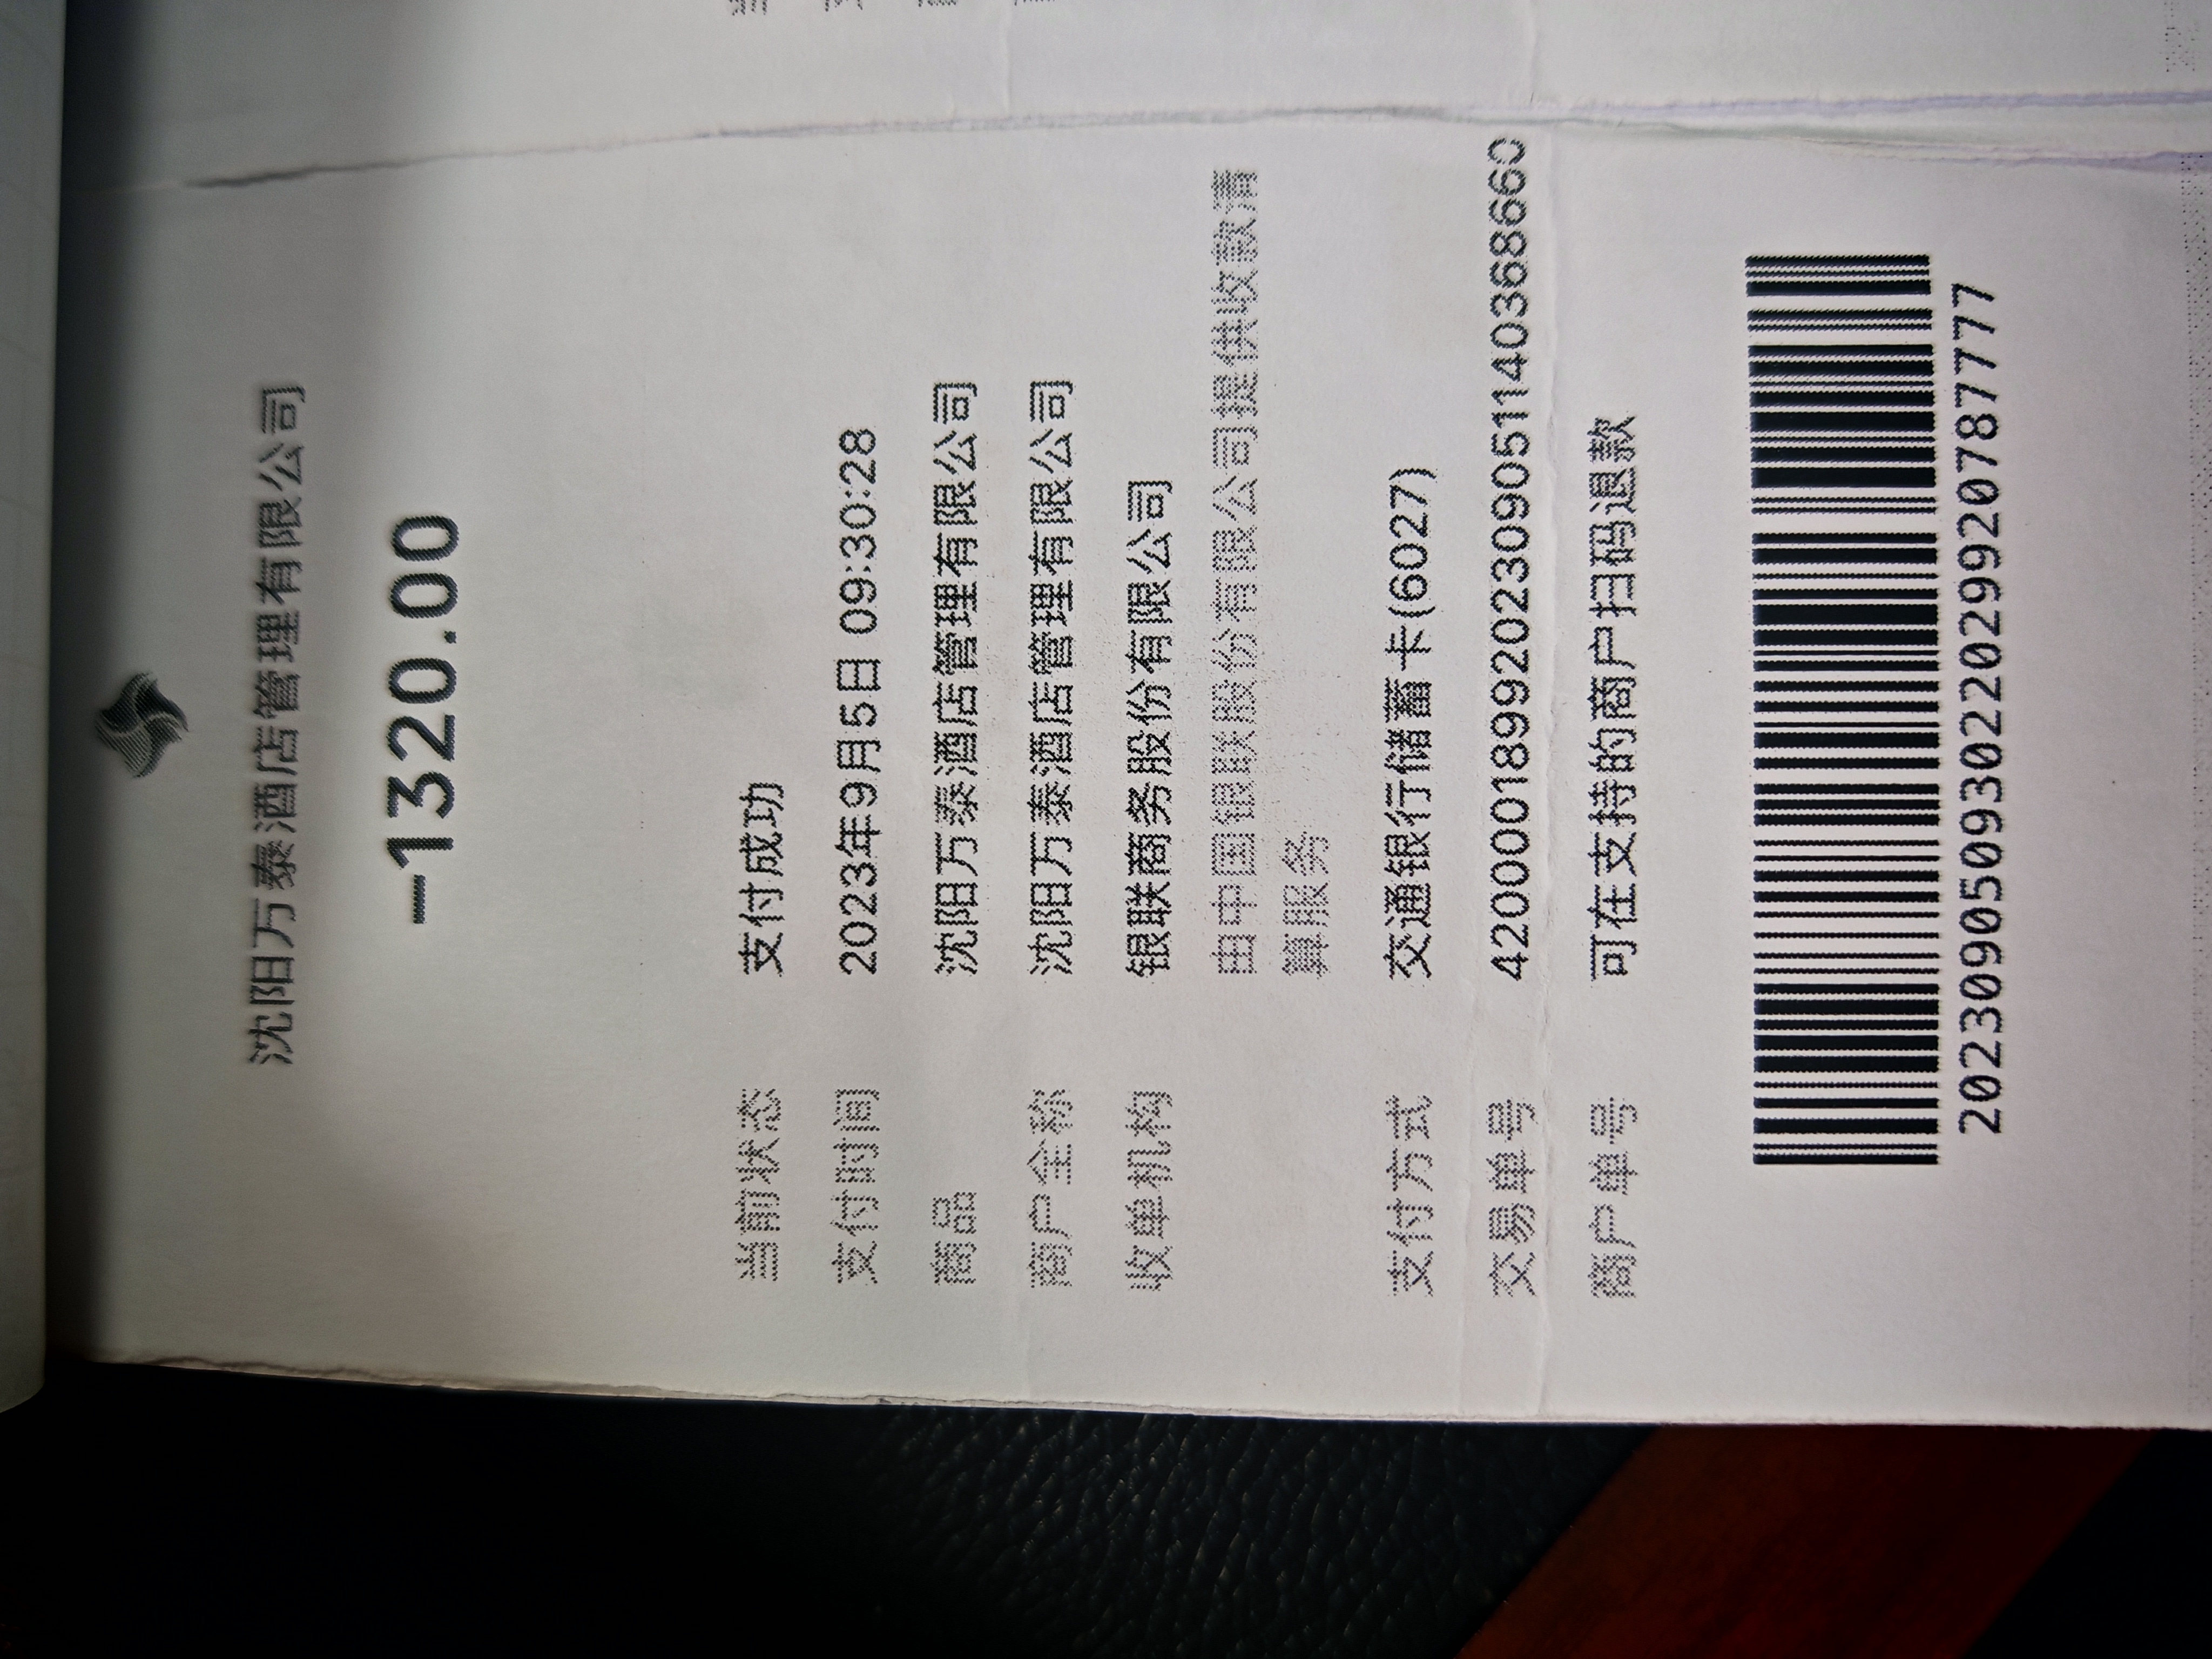 沈阳万泰酒店管理有限公司
-1320.00
当前状态 支付成功
支付时间 2023年9月5日 09:30:28
商品 沈阳万泰酒店管理有限公司
商户全称 沈阳万泰酒店管理有限公司
收单机构 银联商务股份有限公司
由中国银联股份有限公司提供收款清
算服务
支付方式 交通银行储蓄卡(6027)
交易单号 4200001899202309051140368660
商户单号 可在支持的商户扫码退款
20230905093022029920787777